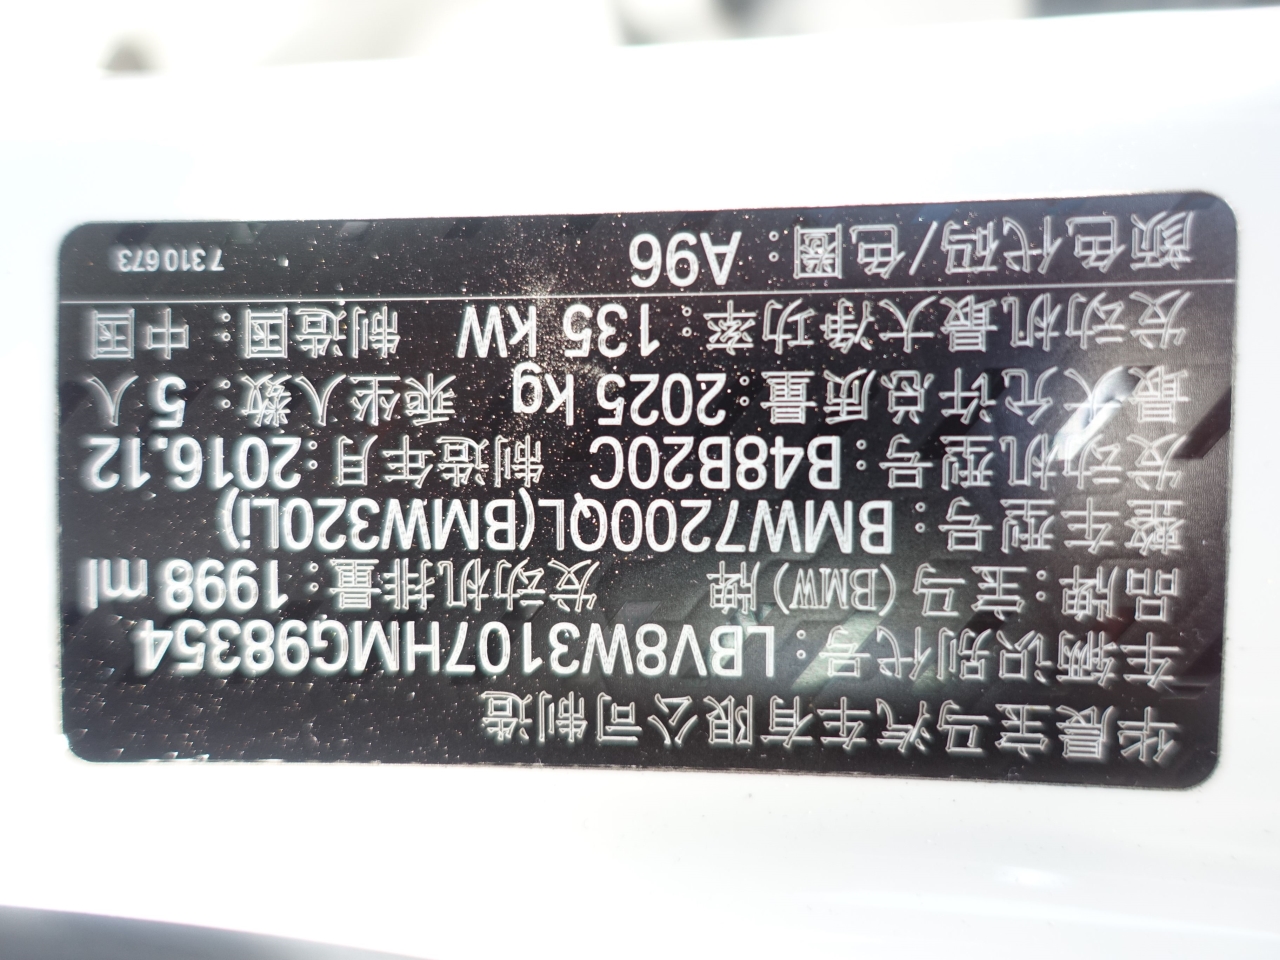 华晨宝马汽车有限公司制造
车辆识别代号：LBV8W3107HMG98354
品牌：宝马（BMW）牌 发动机排量：1998 ml
整车型号：BMW7200QL(BMW320Li)
发动机型号：B48B20C 制造年月：2016.12
最大允许总质量：2025 kg 乘坐人数：5 人
发动机最大净功率：135 kW 制造国：中国
颜色代码/色圈：A96 7310673